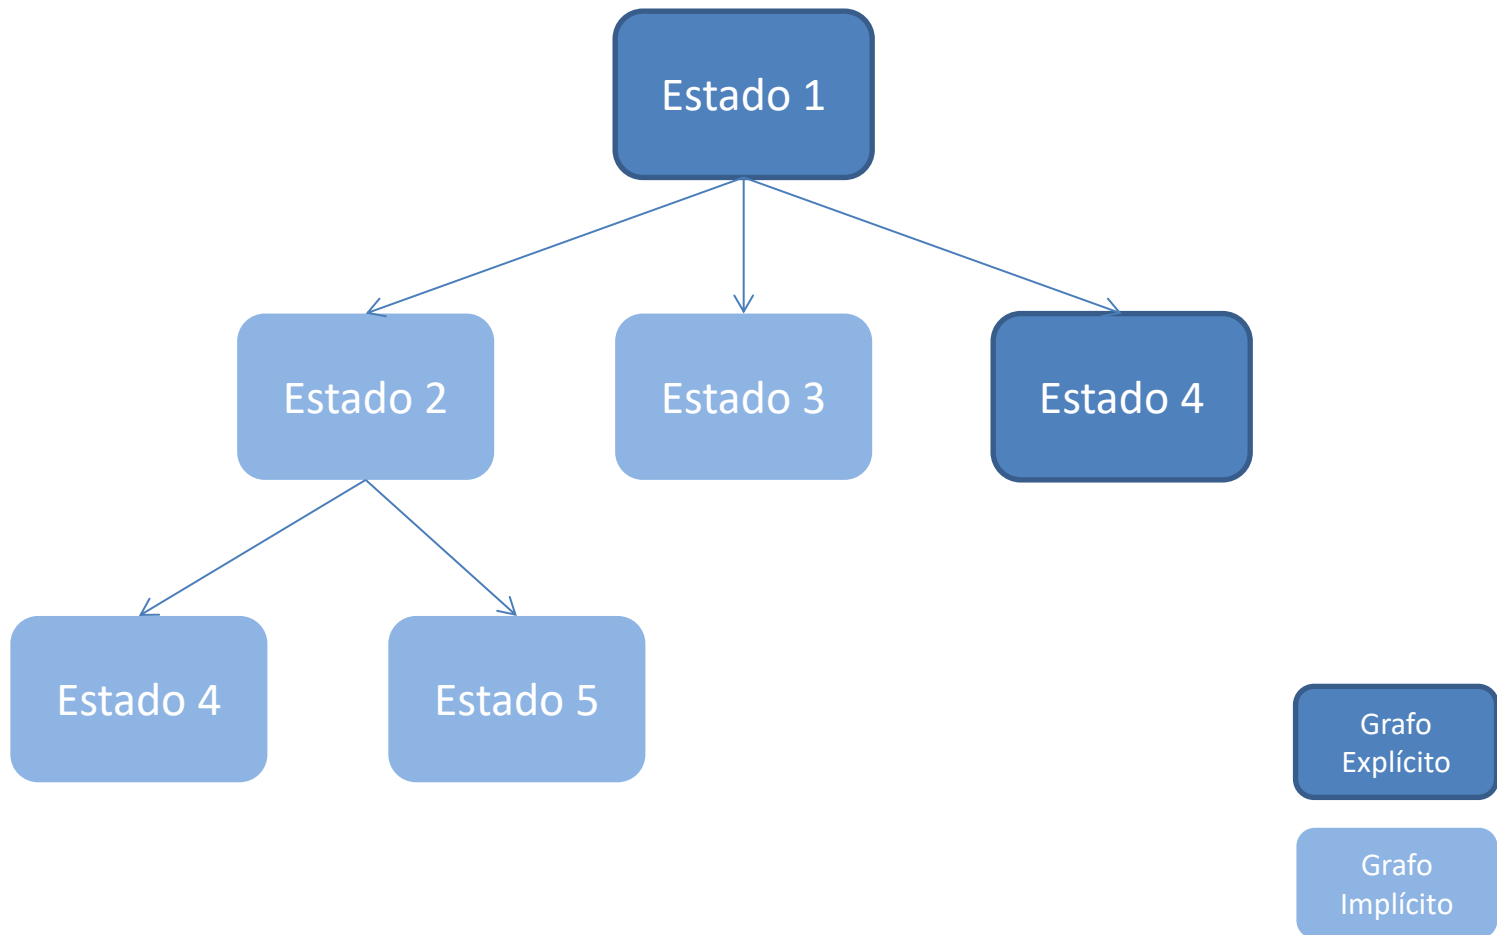 Estado 1
Estado 2
Estado 3
Estado 4
Estado 4
Estado 5
Grafo
Explícito
Grafo
Implícito